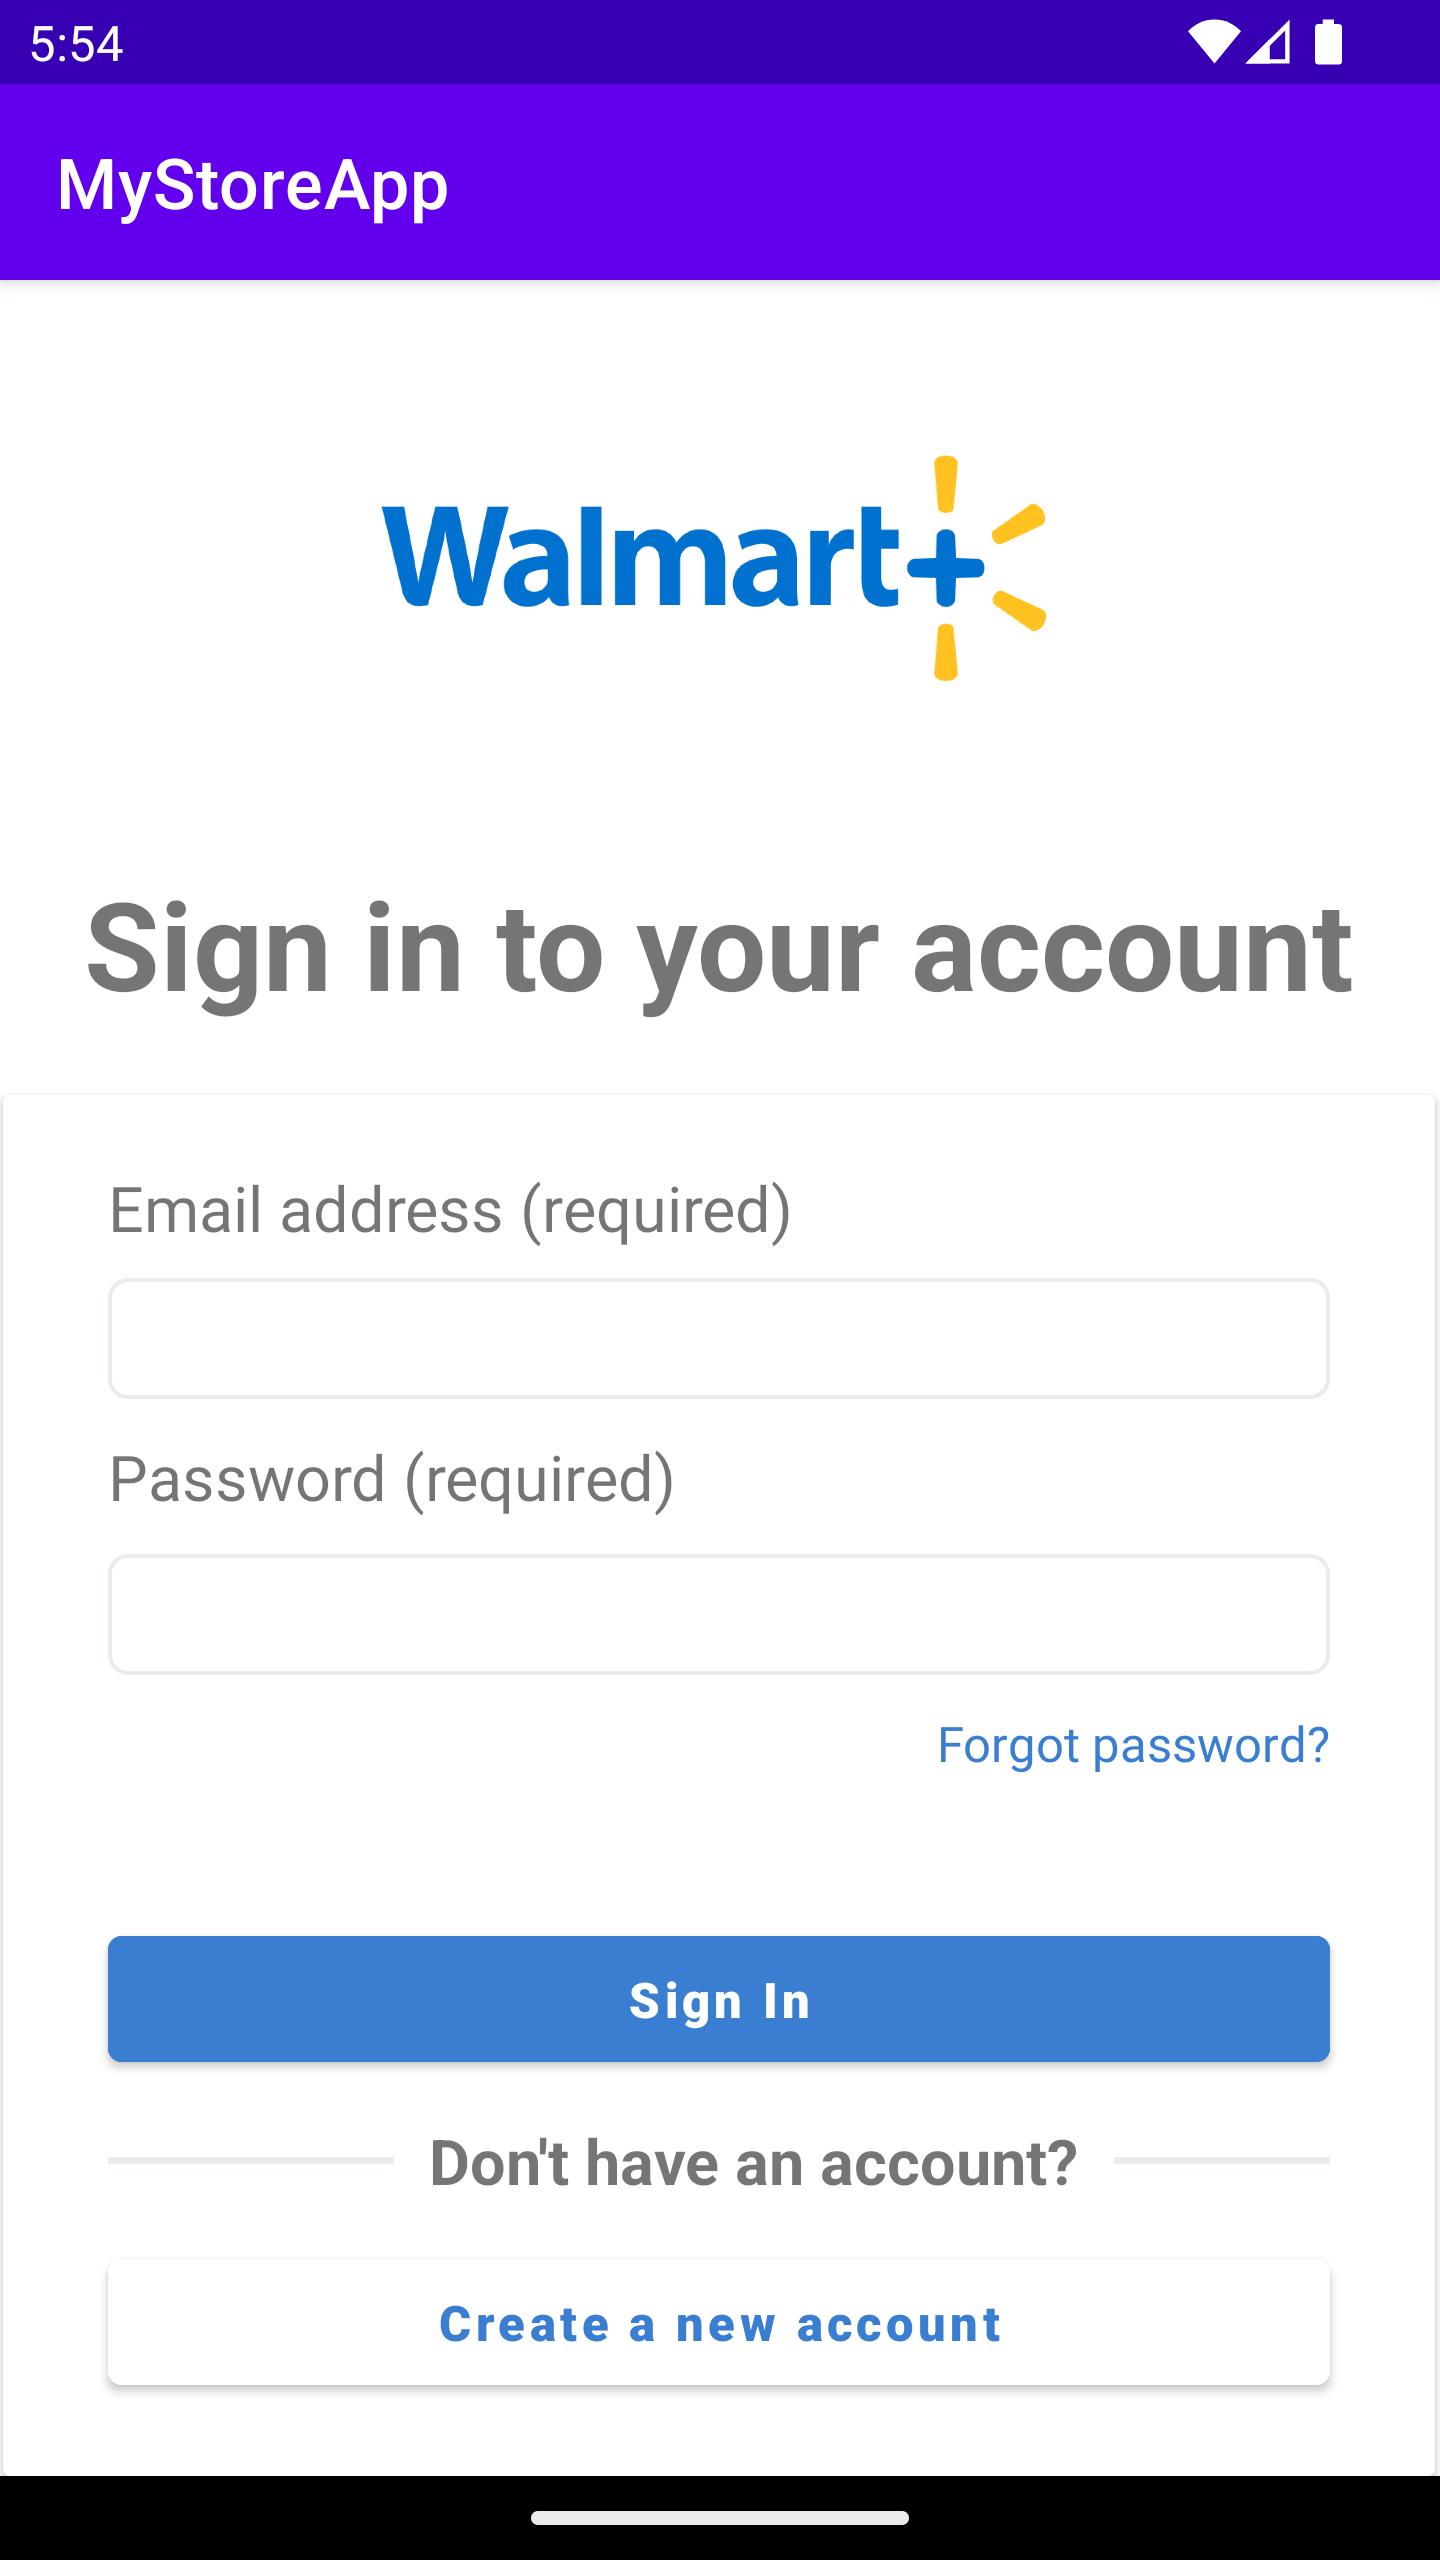 5:54
MyStoreApp
Walmart+
Sign in to your account
Email address (required)
Password (required)
Forgot password?
Sign In
Don't have an account?
Create a new account